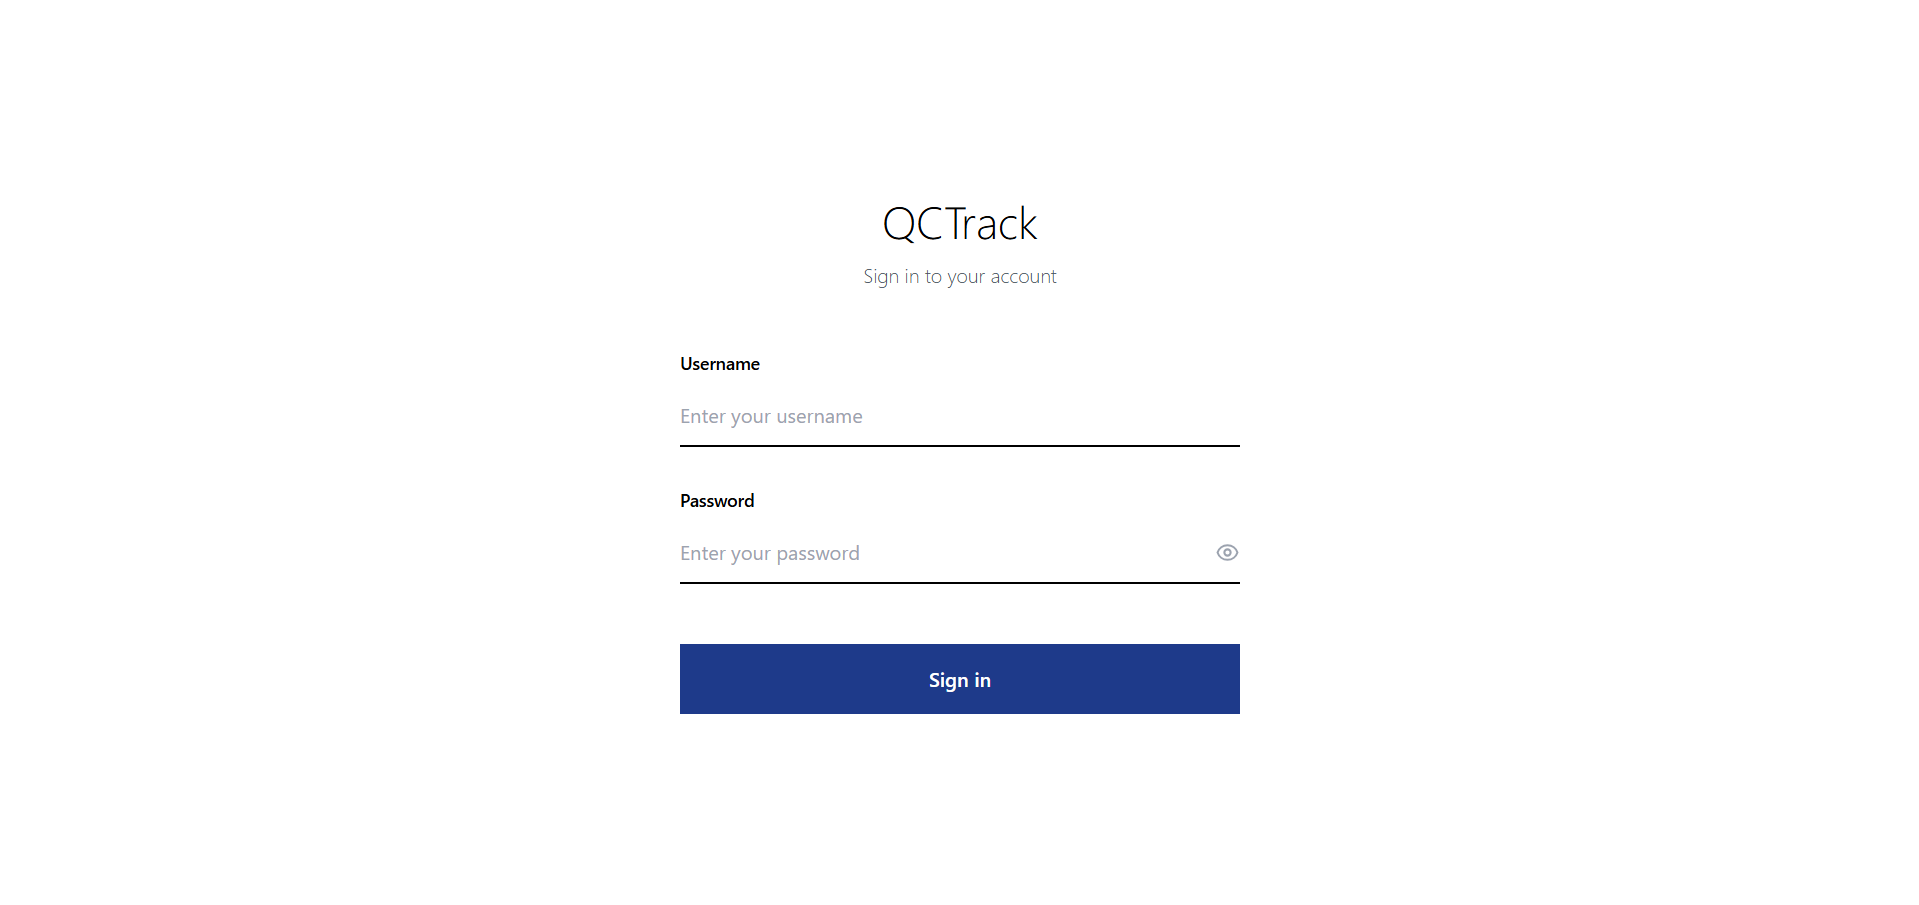 QCTrack
Sign in to your account
Username
Enter your username
Password
Enter your password
Sign in